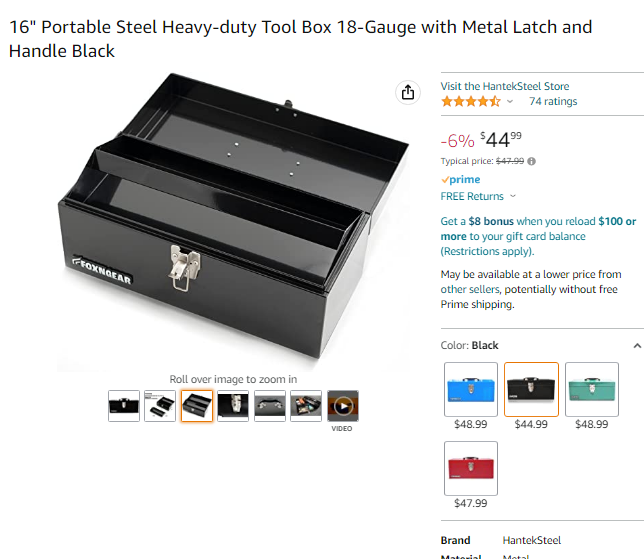 16" Portable Steel Heavy-duty Tool Box 18-Gauge with Metal Latch and
Handle Black
FOXNGEAR
Roll over image to zoom in
VIDEO
Visit the HantekSteel Store
74 ratings
-6% $44⁹⁹
Typical price: $47.99
prime
FREE Returns
Get a $8 bonus when you reload $100 or
more to your gift card balance
(Restrictions apply).
May be available at a lower price from
other sellers, potentially without free
Prime shipping.
Color: Black
$48.99
$44.99
$48.99
$47.99
Brand HantekSteel
Material Metal